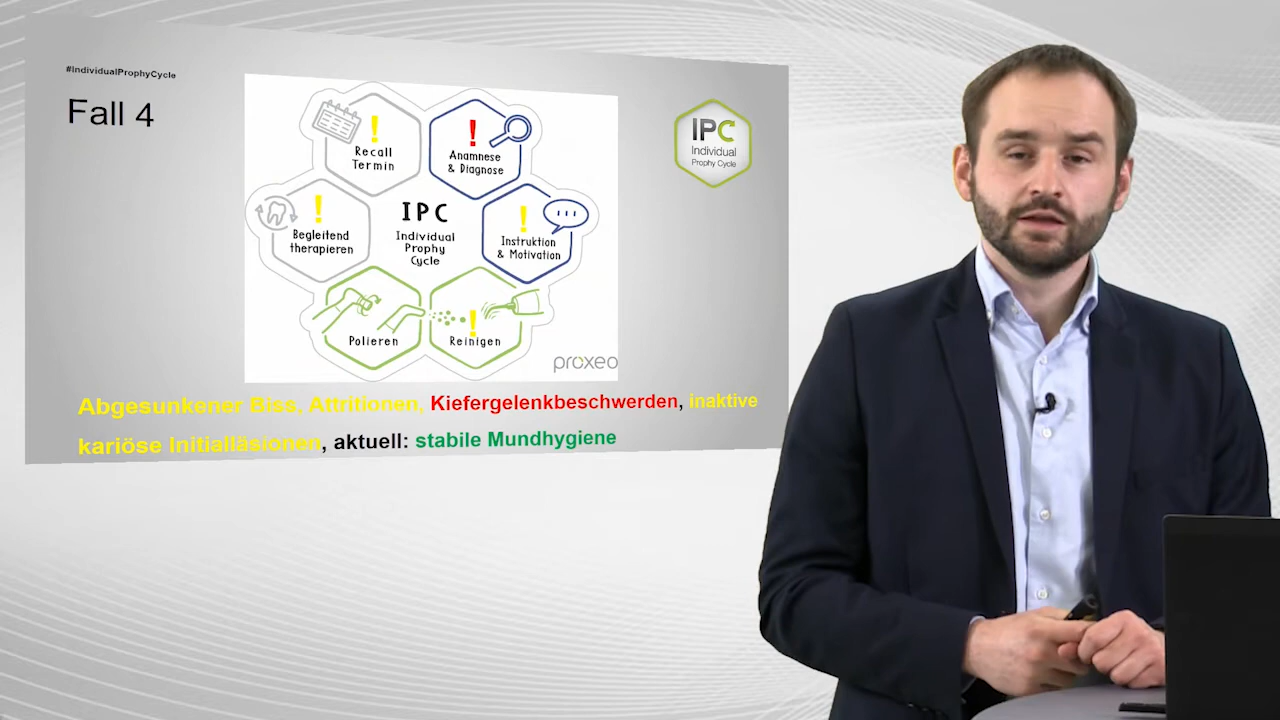 #IndividualProphyCycle
Fall 4
! Recall
Termin
! Anamnese
& Diagnose
! Begleitend
therapieren
IPC
Individual
Prophy
Cycle
! Instruktion
& Motivation
Polieren
! Reinigen
proxeo
IPC
Individual
Prophy Cycle
Abgesunkener Biss, Attritionen, Kiefergelenkbeschwerden, inaktive
kariöse Initialläsionen, aktuell: stabile Mundhygiene